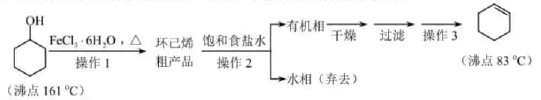 OH
FeCl₃·6H₂O，△
操作 1
(沸点 161 ℃)
环己烯
粗产品
饱和食盐水
操作 2
有机相
干燥
过滤
操作 3
(沸点 83 ℃)
水相 (弃去)